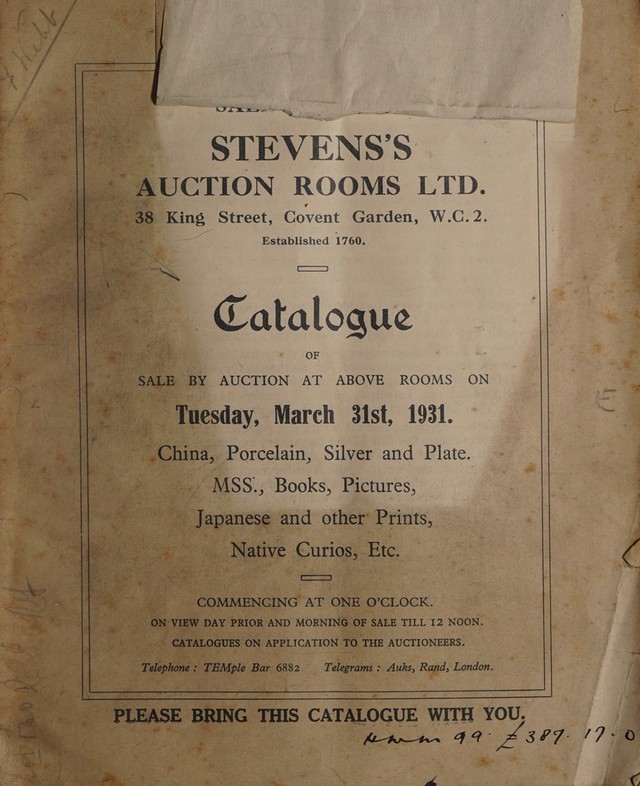 STEVENS'S
AUCTION ROOMS LTD.
38 King Street, Covent Garden, W.C. 2.
Established 1760.
Catalogue
OF
SALE BY AUCTION AT ABOVE ROOMS ON
Tuesday, March 31st, 1931.
China, Porcelain, Silver and Plate.
MSS., Books, Pictures,
Japanese and other Prints,
Native Curios, Etc.
COMMENCING AT ONE O'CLOCK.
ON VIEW DAY PRIOR AND MORNING OF SALE TILL 12 NOON.
CATALOGUES ON APPLICATION TO THE AUCTIONEERS.
Telephone : TEMple Bar 6882. Telegrams : Auks, Rand, London.
PLEASE BRING THIS CATALOGUE WITH YOU.
99. £387. 17. 0
E